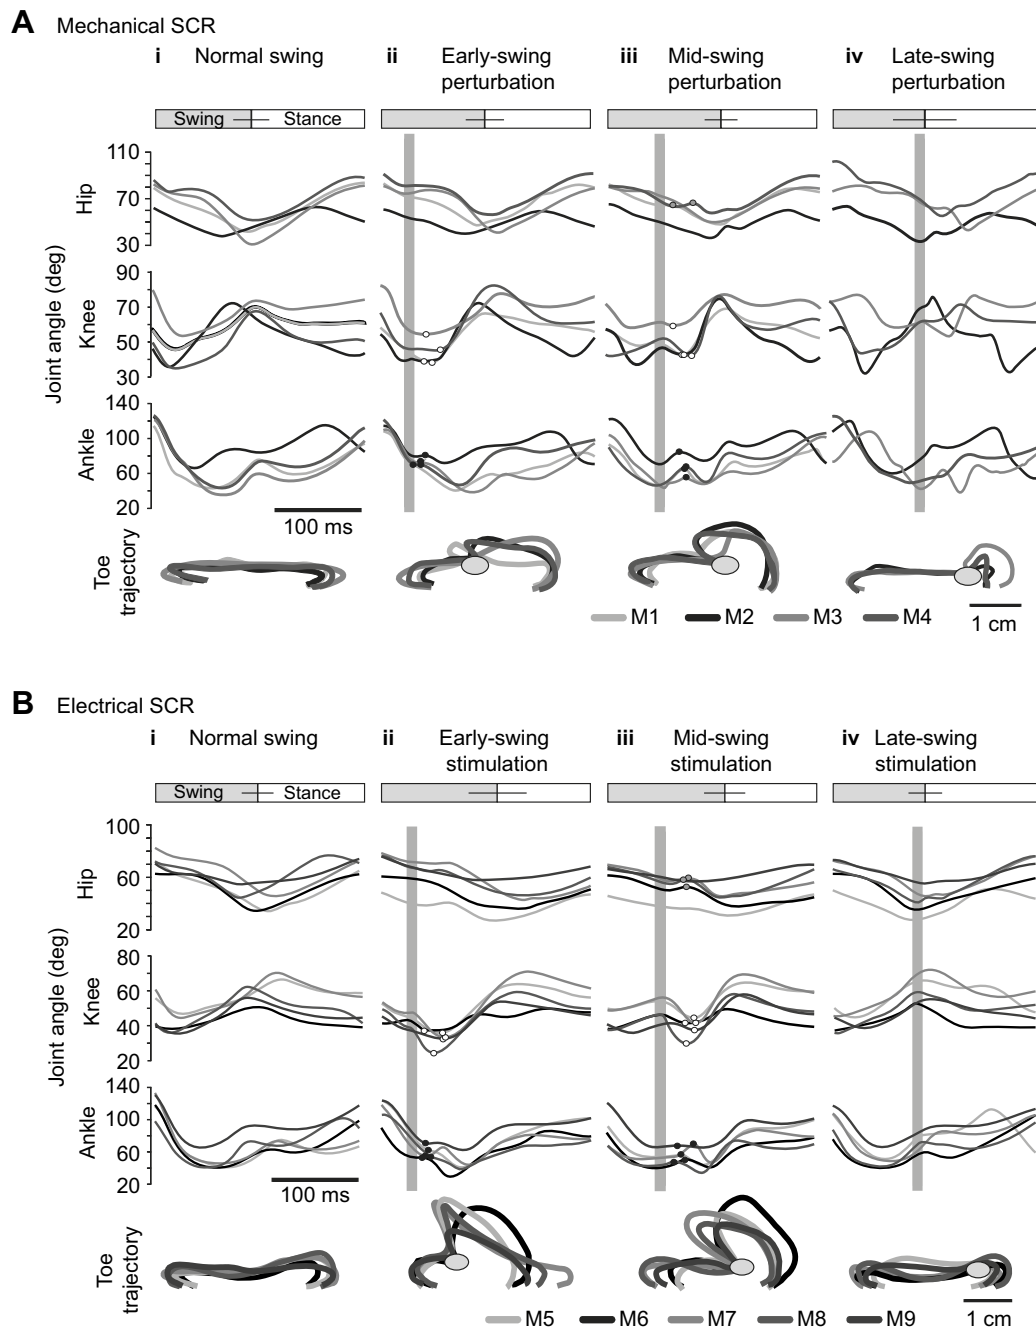 A Mechanical SCR
i Normal swing
ii Early-swing perturbation
iii Mid-swing perturbation
iv Late-swing perturbation
Swing Stance
Joint angle (deg)
Hip
110
70
30
Knee
90
70
50
30
Ankle
140
100
60
20
100 ms
Toe trajectory
M1 M2 M3 M4
1 cm
B Electrical SCR
i Normal swing
ii Early-swing stimulation
iii Mid-swing stimulation
iv Late-swing stimulation
Swing Stance
Joint angle (deg)
Hip
100
60
20
Knee
80
60
40
20
Ankle
140
100
60
20
100 ms
Toe trajectory
M5 M6 M7 M8 M9
1 cm